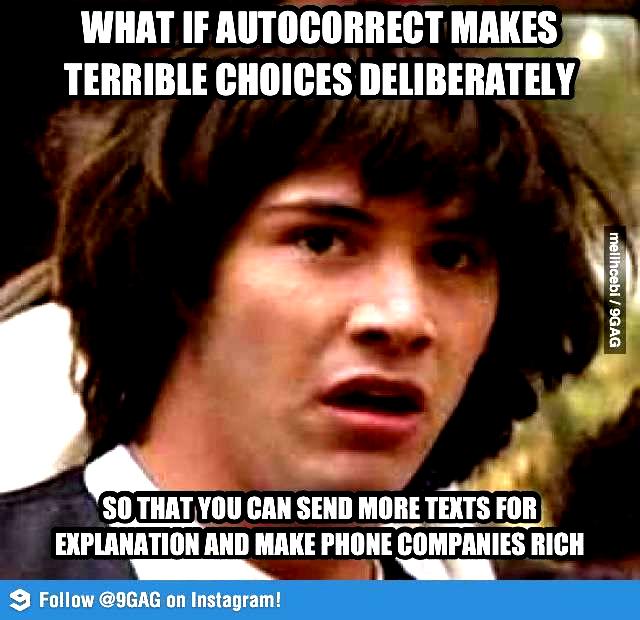 WHAT IF AUTOCORRECT MAKES
TERRIBLE CHOICES DELIBERATELY
meilhcebi / 9GAG
SO THAT YOU CAN SEND MORE TEXTS FOR
EXPLANATION AND MAKE PHONE COMPANIES RICH
Follow @9GAG on Instagram!